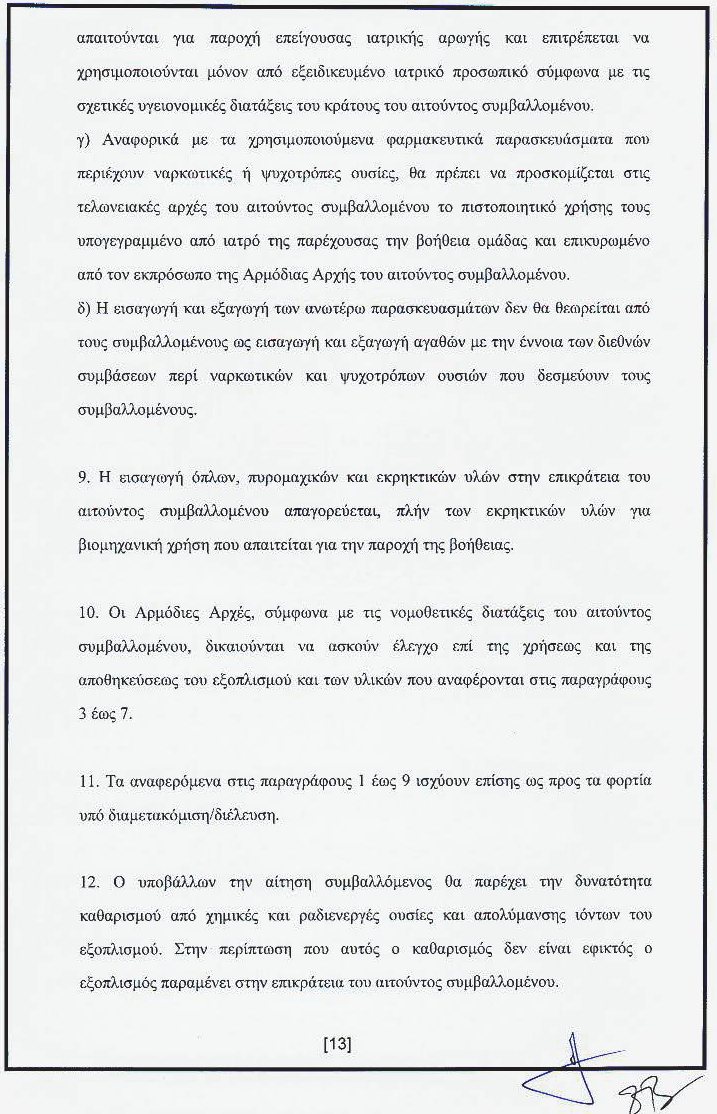 απαιτούνται για παροχή επείγουσας ιατρικής αρωγής και επιτρέπεται να
χρησιμοποιούνται μόνον από εξειδικευμένο ιατρικό προσωπικό σύμφωνα με τις
σχετικές υγειονομικές διατάξεις του κράτους του αιτούντος συμβαλλομένου.
γ) Αναφορικά με τα χρησιμοποιούμενα φαρμακευτικά παρασκευάσματα που
περιέχουν ναρκωτικές ή ψυχοτρόπες ουσίες, θα πρέπει να προσκομίζεται στις
τελωνειακές αρχές του αιτούντος συμβαλλομένου το πιστοποιητικό χρήσης τους
υπογεγραμμένο από ιατρό της παρέχουσας την βοήθεια ομάδας και επικυρωμένο
από τον εκπρόσωπο της Αρμόδιας Αρχής του αιτούντος συμβαλλομένου.
δ) Η εισαγωγή και εξαγωγή των ανωτέρω παρασκευασμάτων δεν θα θεωρείται από
τους συμβαλλομένους ως εισαγωγή και εξαγωγή αγαθών με την έννοια των διεθνών
συμβάσεων περί ναρκωτικών και ψυχοτρόπων ουσιών που δεσμεύουν τους
συμβαλλομένους.
9. Η εισαγωγή όπλων, πυρομαχικών και εκρηκτικών υλών στην επικράτεια του
αιτούντος συμβαλλομένου απαγορεύεται, πλήν των εκρηκτικών υλών για
βιομηχανική χρήση που απαιτείται για την παροχή της βοήθειας.
10. Οι Αρμόδιες Αρχές, σύμφωνα με τις νομοθετικές διατάξεις του αιτούντος
συμβαλλομένου, δικαιούνται να ασκούν έλεγχο επί της χρήσεως και της
αποθηκεύσεως του εξοπλισμού και των υλικών που αναφέρονται στις παραγράφους
3 έως 7.
11. Τα αναφερόμενα στις παραγράφους 1 έως 9 ισχύουν επίσης ως προς τα φορτία
υπό διαμετακόμιση/διέλευση.
12. Ο υποβάλλων την αίτηση συμβαλλόμενος θα παρέχει την δυνατότητα
καθαρισμού από χημικές και ραδιενεργές ουσίες και απολύμανσης ιόντων του
εξοπλισμού. Στην περίπτωση που αυτός ο καθαρισμός δεν είναι εφικτός ο
εξοπλισμός παραμένει στην επικράτεια του αιτούντος συμβαλλομένου.
[13]